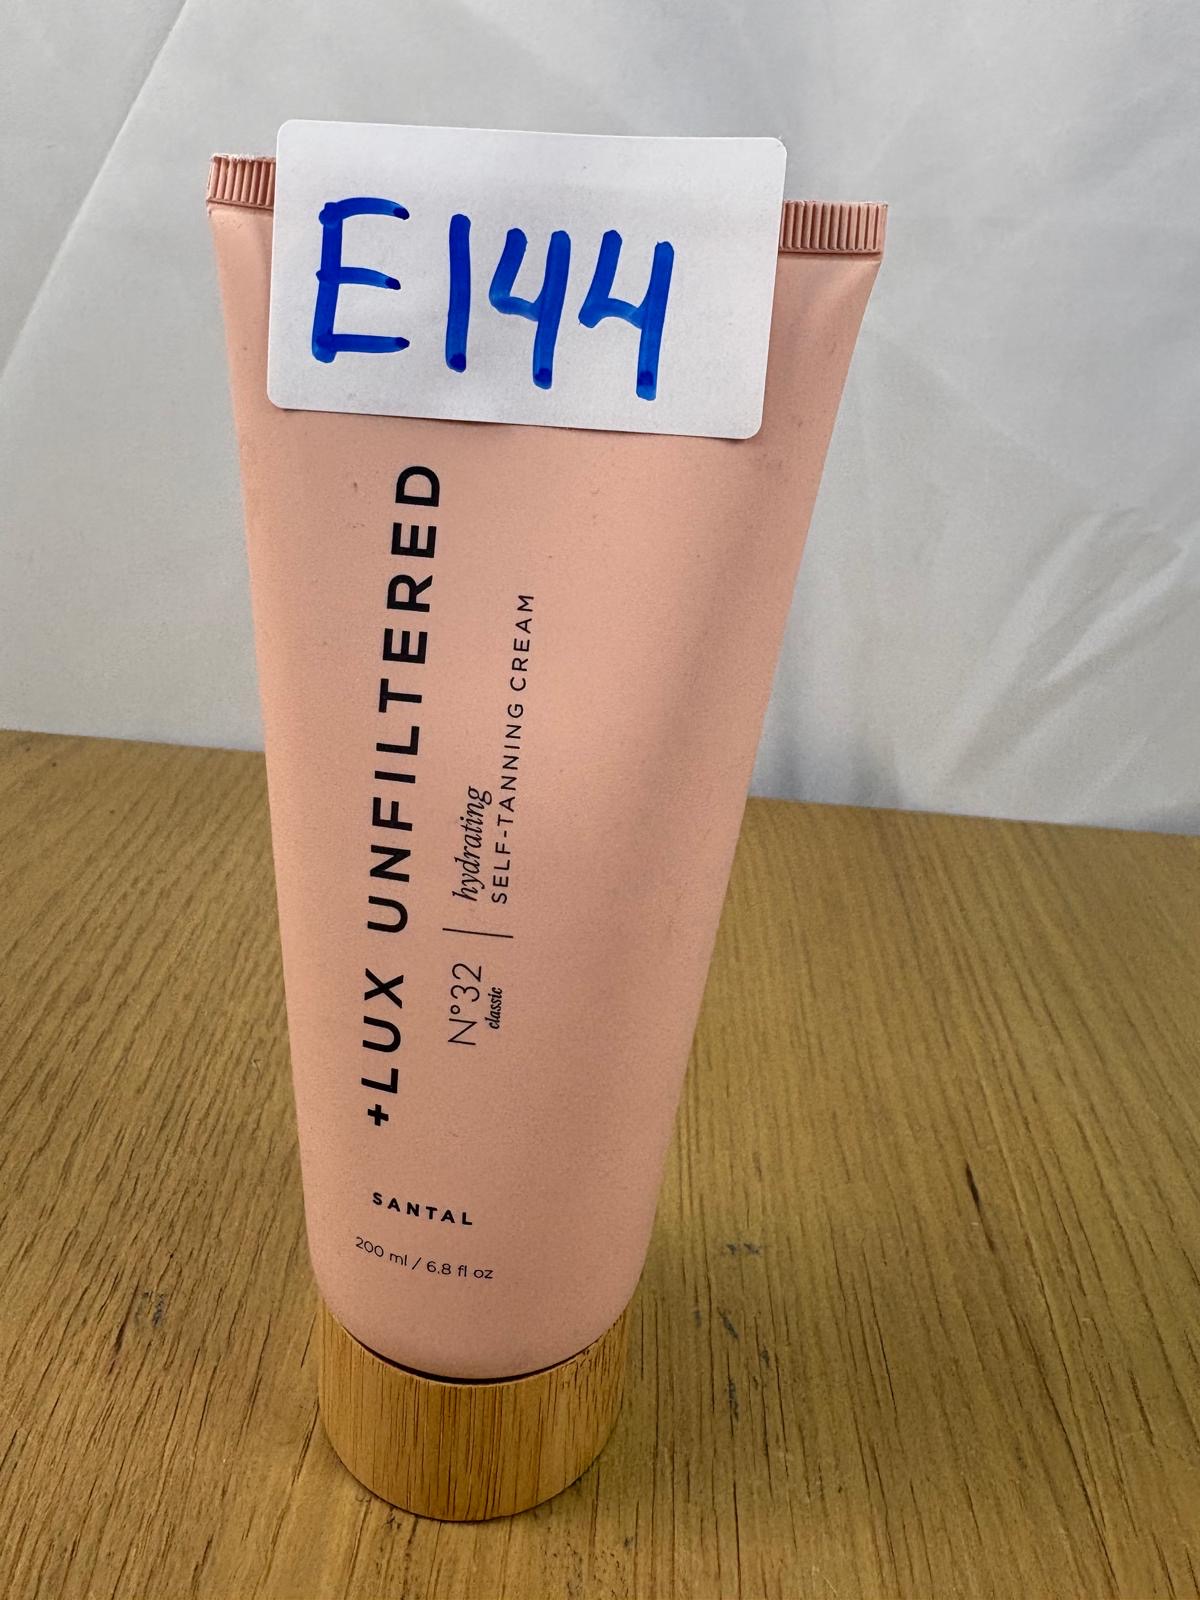 E144
+LUX UNFILTERED
N°32
classic
hydrating
SELF-TANNING CREAM
SANTAL
200 ml / 6.8 fl oz